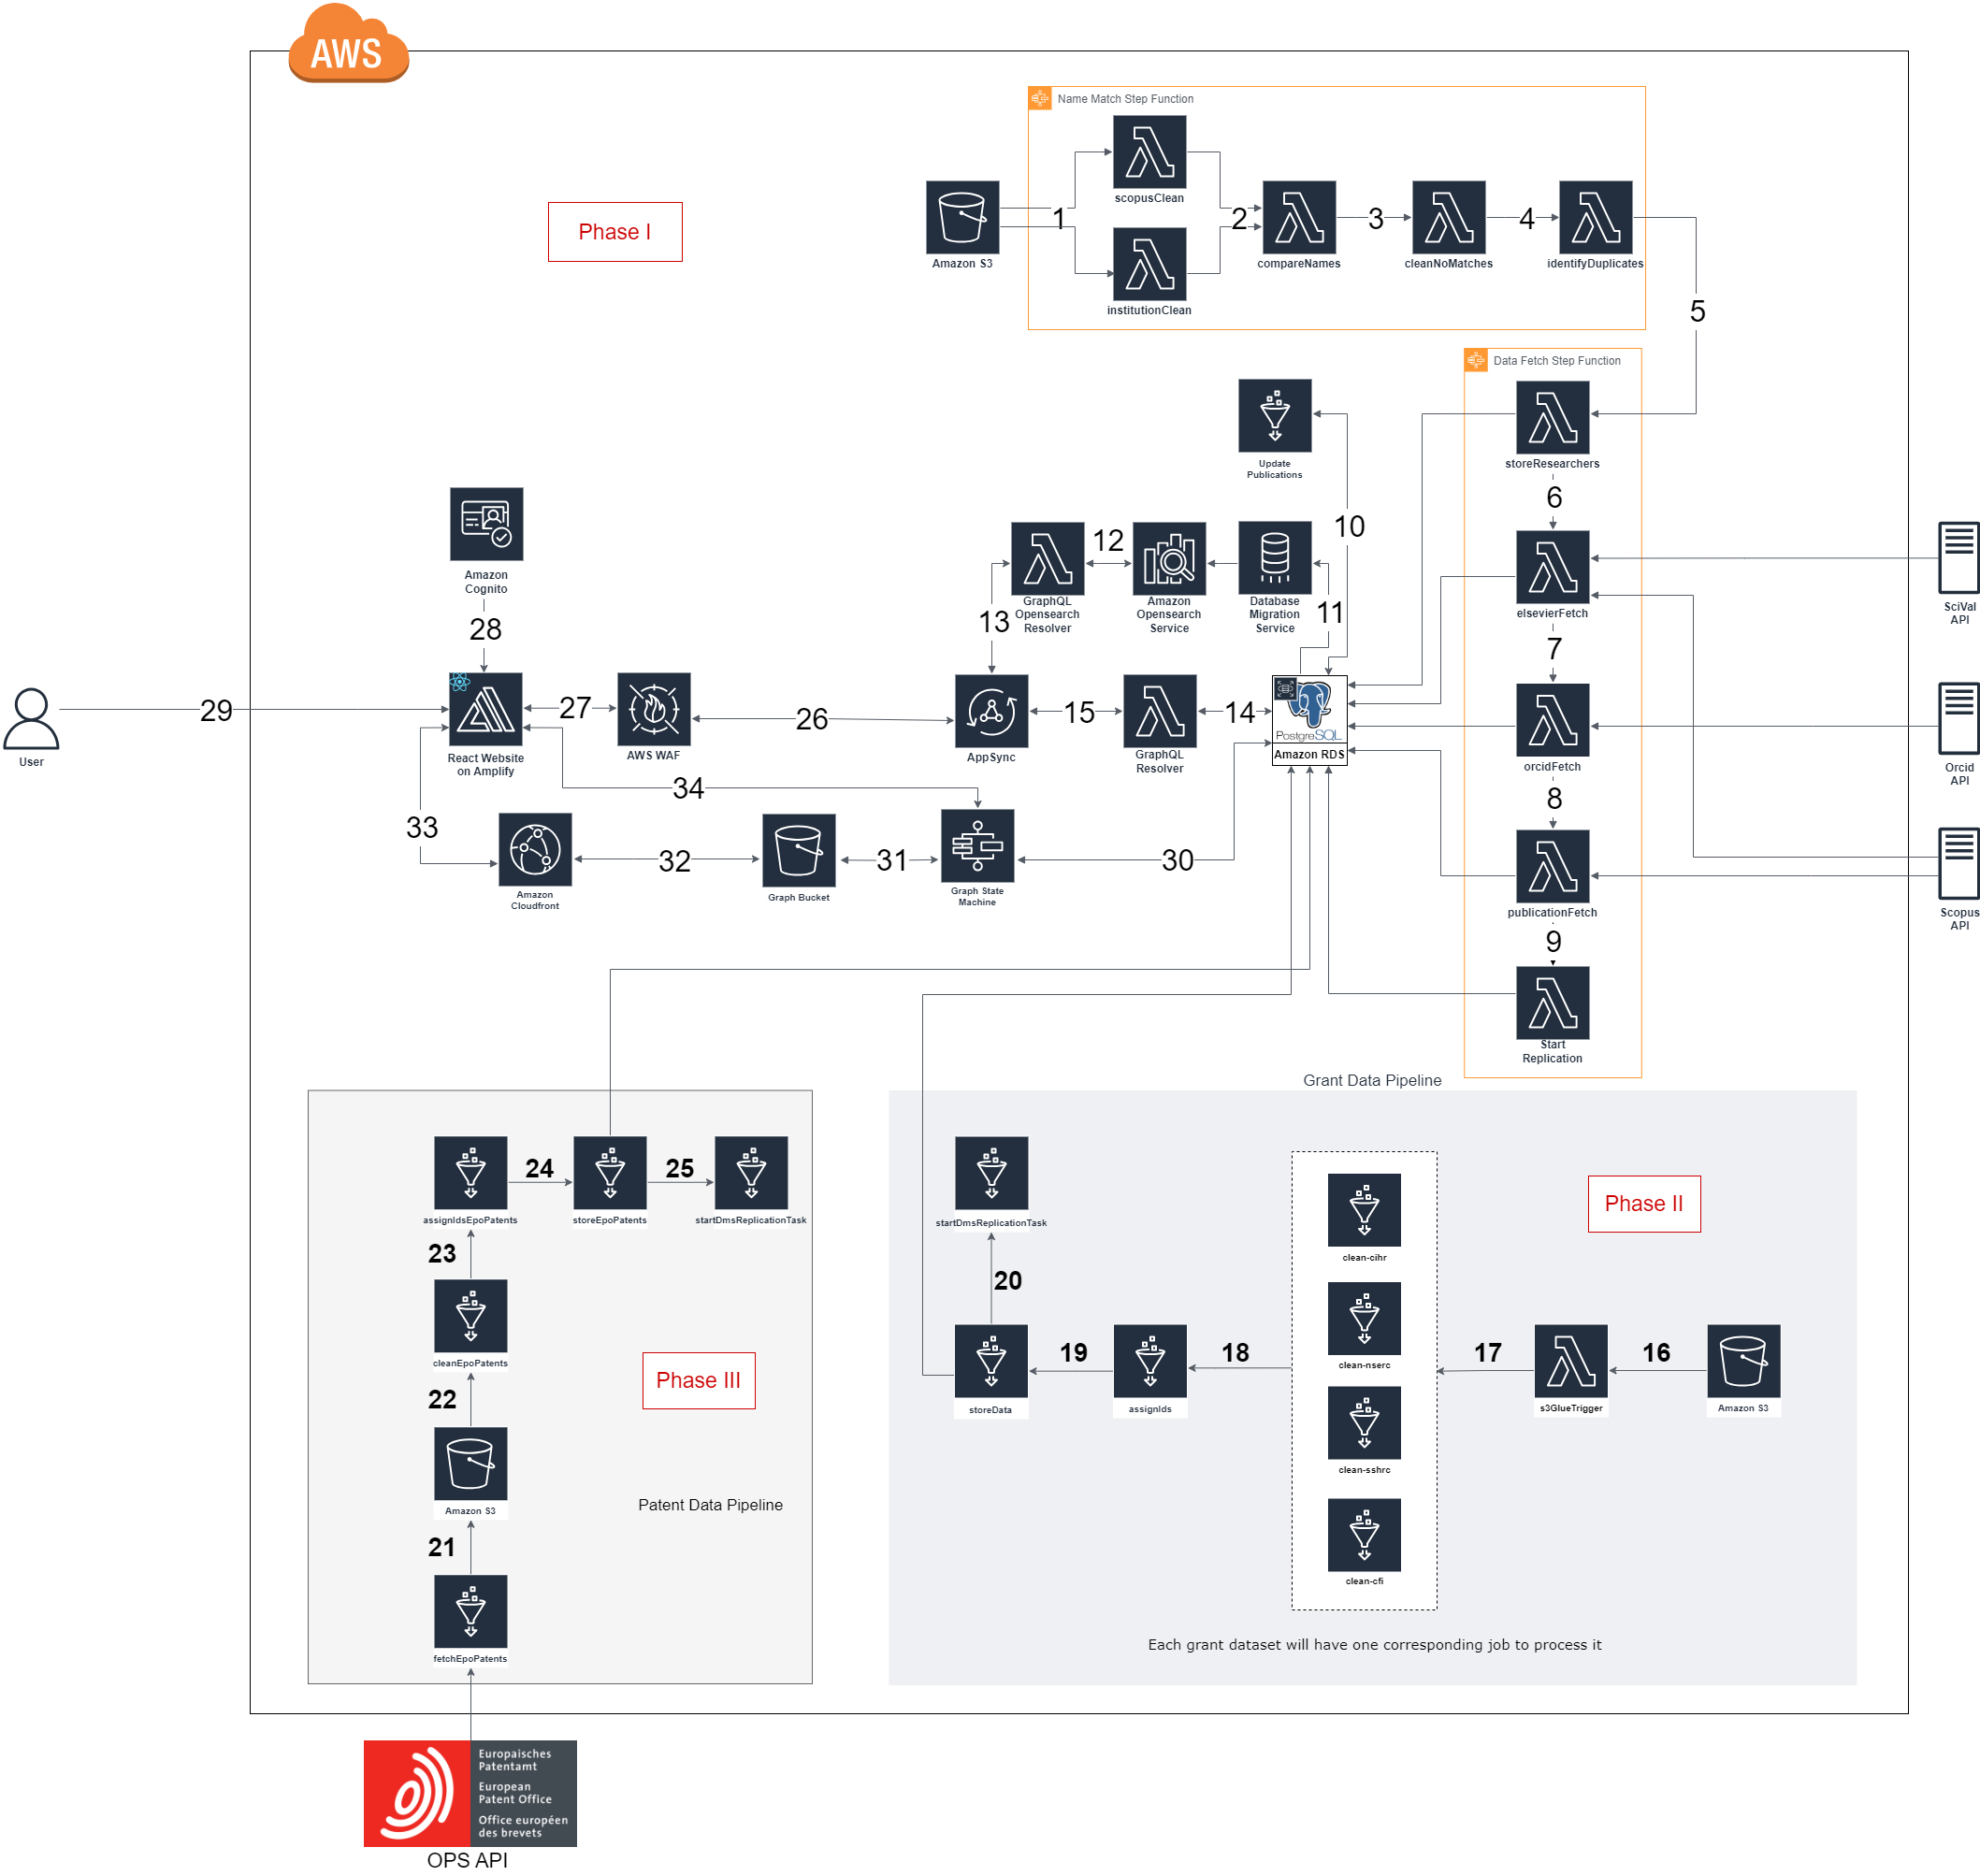 AWS
Name Match Step Function
Phase I
scopusClean
1
2
3
4
Amazon S3
compareNames
cleanNoMatches
identifyDuplicates
institutionClean
5
Data Fetch Step Function
storeResearchers
Update
Publications
6
10
Amazon
Cognito
GraphQL
Opensearch
Resolver
12
Amazon
Opensearch
Service
Database
Migration
Service
11
13
elsevierFetch
SciVal
API
28
7
29
User
React Website
on Amplify
27
AWS WAF
26
AppSync
15
GraphQL
Resolver
14
PostgreSQL
Amazon RDS
orcidFetch
Orcid
API
34
8
33
Amazon
Cloudfront
32
Graph Bucket
31
Graph State
Machine
30
publicationFetch
Scopus
API
9
Start
Replication
Grant Data Pipeline
24
25
assignIdsEpoPatents
storeEpoPatents
startDmsReplicationTask
startDmsReplicationTask
Phase II
clean-cihr
23
20
cleanEpoPatents
Phase III
22
19
18
clean-nserc
17
16
storeData
assignIds
s3GlueTrigger
Amazon S3
clean-sshrc
Amazon S3
Patent Data Pipeline
21
clean-cfi
fetchEpoPatents
Each grant dataset will have one corresponding job to process it
Europaisches
Patentamt
European
Patent Office
Office européen
des brevets
OPS API